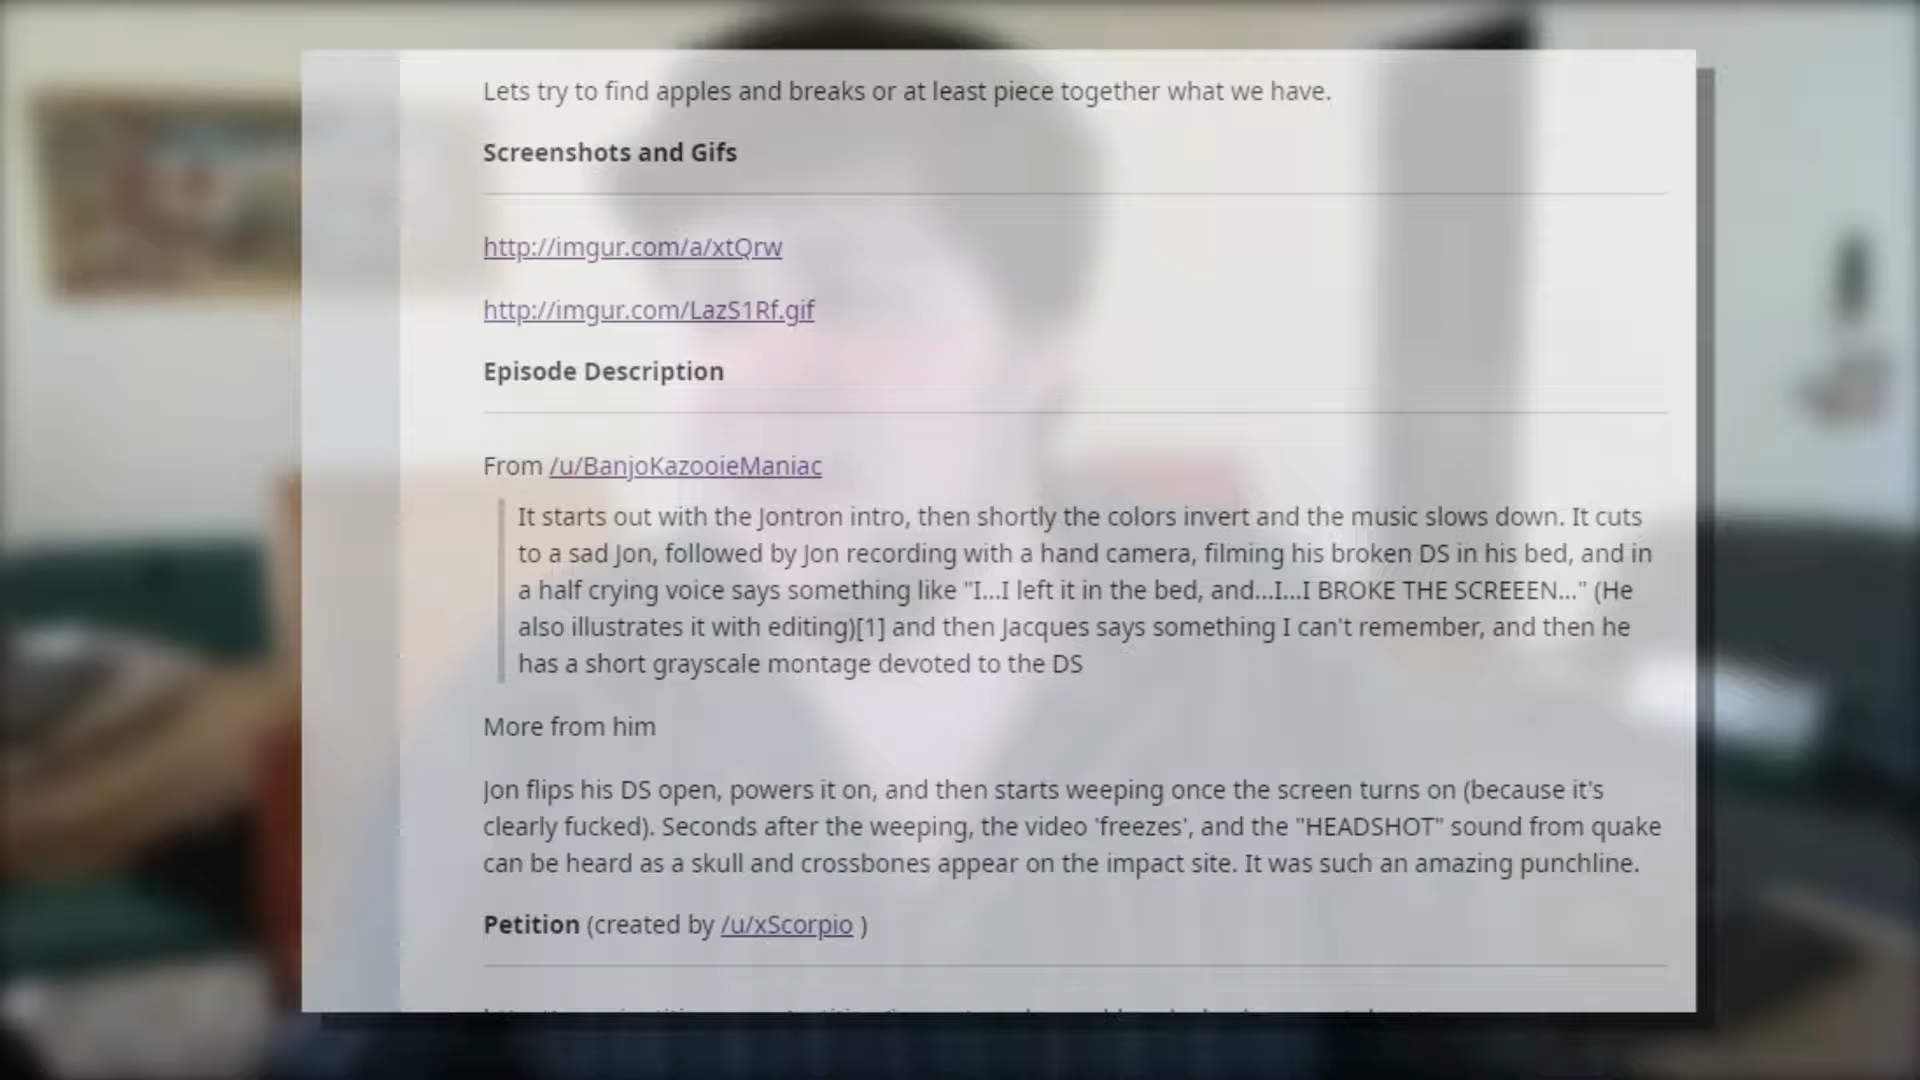 Lets try to find apples and breaks or at least piece together what we have.
Screenshots and Gifs
http://imgur.com/a/xtQrw
http://imgur.com/LazS1Rf.gif
Episode Description
From /u/BanjoKazooieManiac
It starts out with the Jontron intro, then shortly the colors invert and the music slows down. It cuts
to a sad Jon, followed by Jon recording with a hand camera, filming his broken DS in his bed, and in
a half crying voice says something like "I...I left it in the bed, and...I...I BROKE THE SCREEEN..." (He
also illustrates it with editing)[1] and then Jacques says something I can't remember, and then he
has a short grayscale montage devoted to the DS
More from him
Jon flips his DS open, powers it on, and then starts weeping once the screen turns on (because it's
clearly fucked). Seconds after the weeping, the video 'freezes', and the "HEADSHOT" sound from quake
can be heard as a skull and crossbones appear on the impact site. It was such an amazing punchline.
Petition (created by /u/xScorpio )